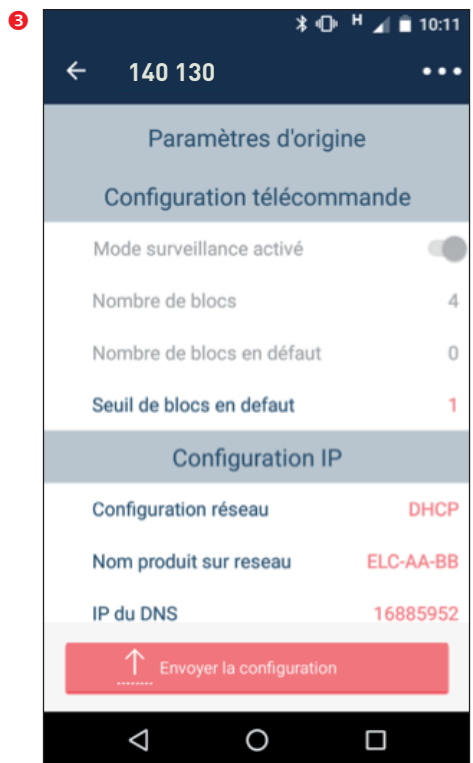 3
H 10:11
140 130
Paramètres d'origine
Configuration télécommande
Mode surveillance activé
Nombre de blocs 4
Nombre de blocs en défaut 0
Seuil de blocs en defaut 1
Configuration IP
Configuration réseau DHCP
Nom produit sur reseau ELC-AA-BB
IP du DNS 16885952
Envoyer la configuration